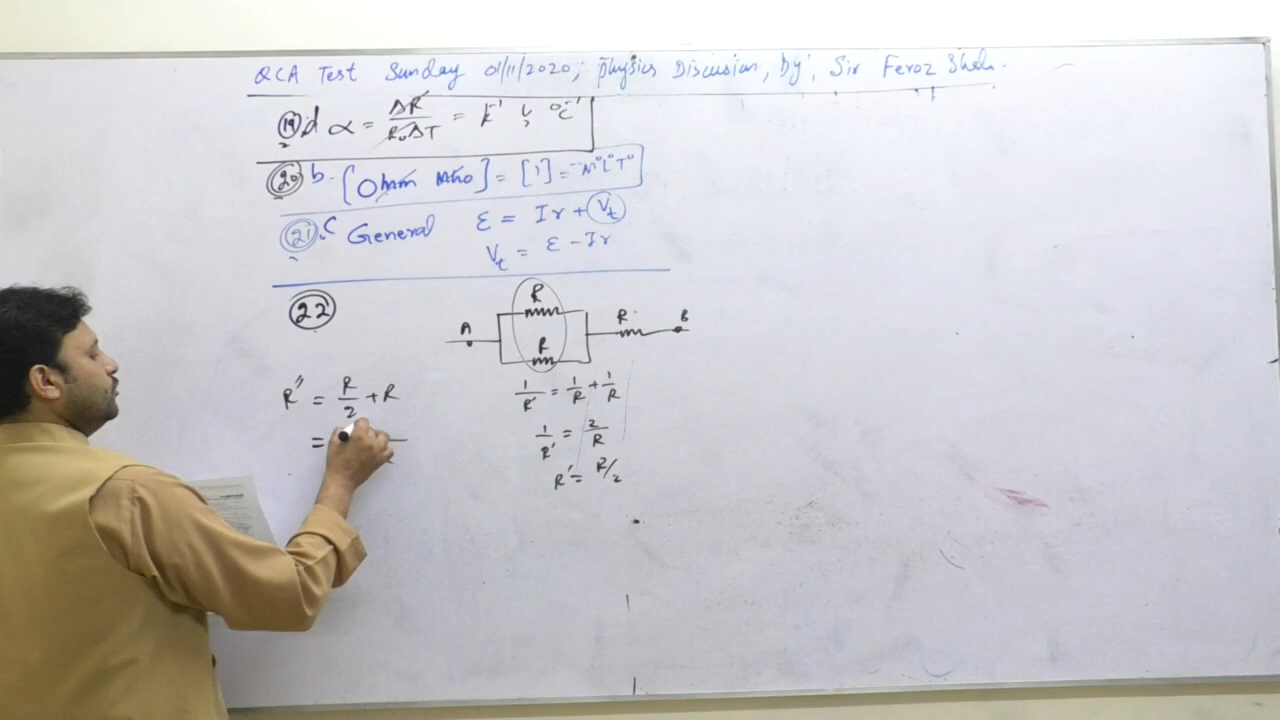 QCA Test Sunday 01/11/2020, Physics Discussion, by, Sir Feroz Shah.
19 d α = ΔR / R₀ΔT = k⁻¹, °C⁻¹
20 b. [Ohm Mho] = [1] = M°L°T°
21. C General ε = Ir + Vt
Vt = ε - Ir
22
R
A R B
R
R'' = R/2 + R
=
1/R' = 1/R + 1/R
1/R' = 2/R
R' = R/2